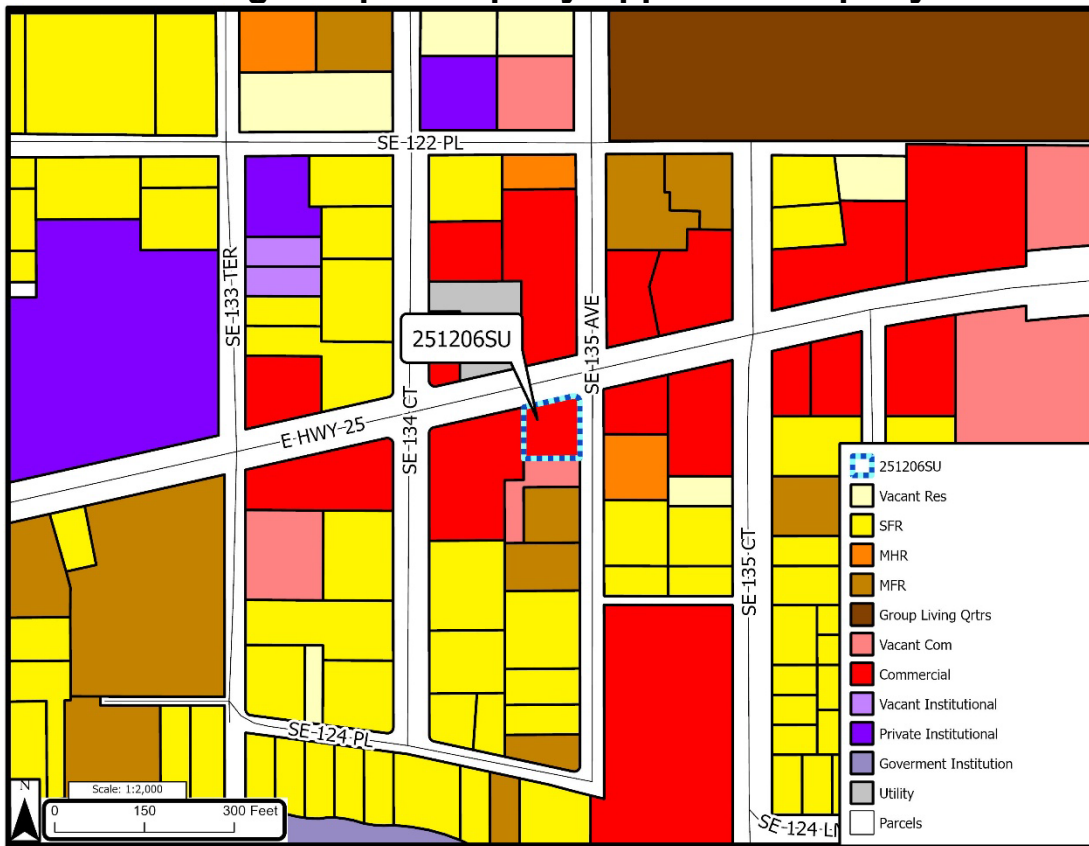 SE 122 PL
SE 133 TER
SE 135 AVE
251206SU
E HWY 25
SE 134 CT
SE 135 CT
SE 124 PL
SE 124 LN
251206SU
Vacant Res
SFR
MHR
MFR
Group Living Qrtrs
Vacant Com
Commercial
Vacant Institutional
Private Institutional
Goverment Institution
Utility
Parcels
N
Scale: 1:2,000
0 150 300 Feet